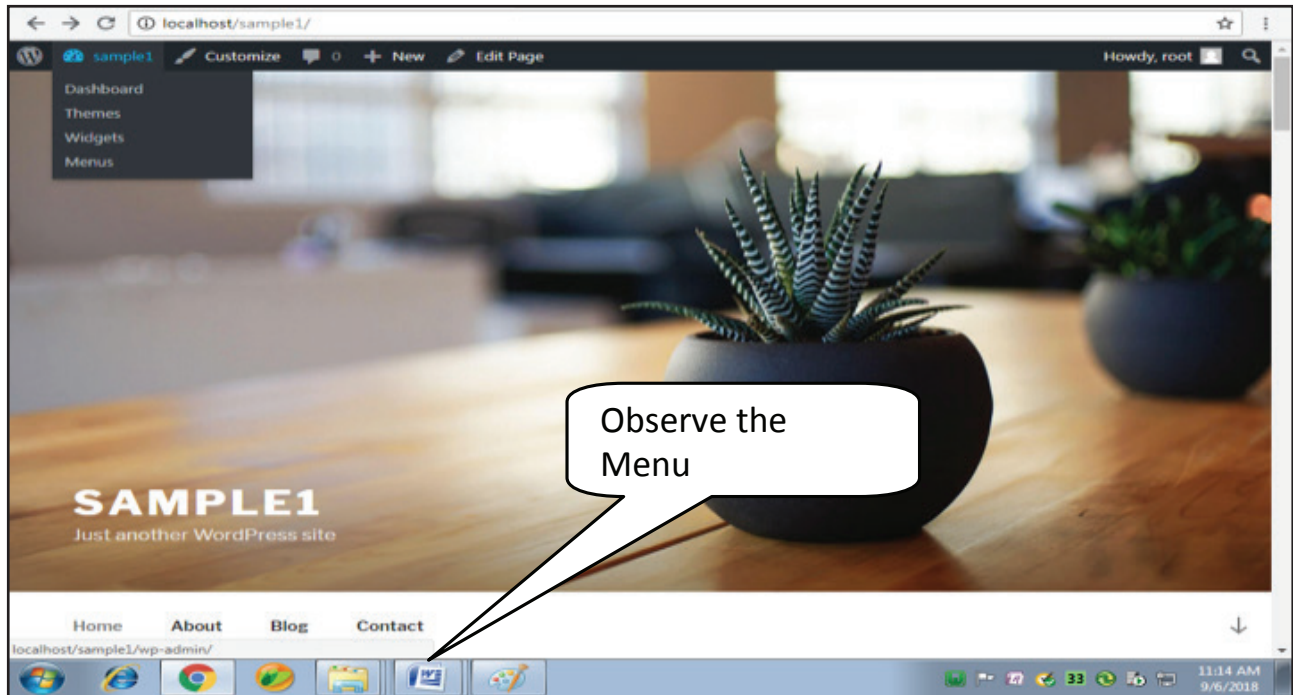 localhost/sample1/
sample1 Customize 0 + New Edit Page Howdy, root
Dashboard
Themes
Widgets
Menus
Observe the
Menu
SAMPLE1
Just another WordPress site
Home About Blog Contact
localhost/sample1/wp-admin/
33 11:14 AM
9/6/2018